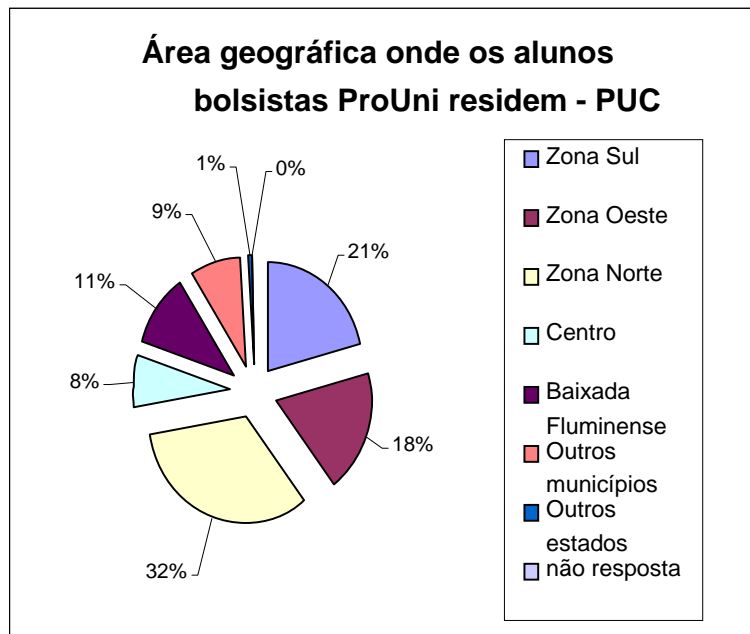 Área geográfica onde os alunos
bolsistas ProUni residem - PUC
1%
0%
9%
21%
11%
8%
18%
32%
Zona Sul
Zona Oeste
Zona Norte
Centro
Baixada
Fluminense
Outros
municípios
Outros
estados
não resposta